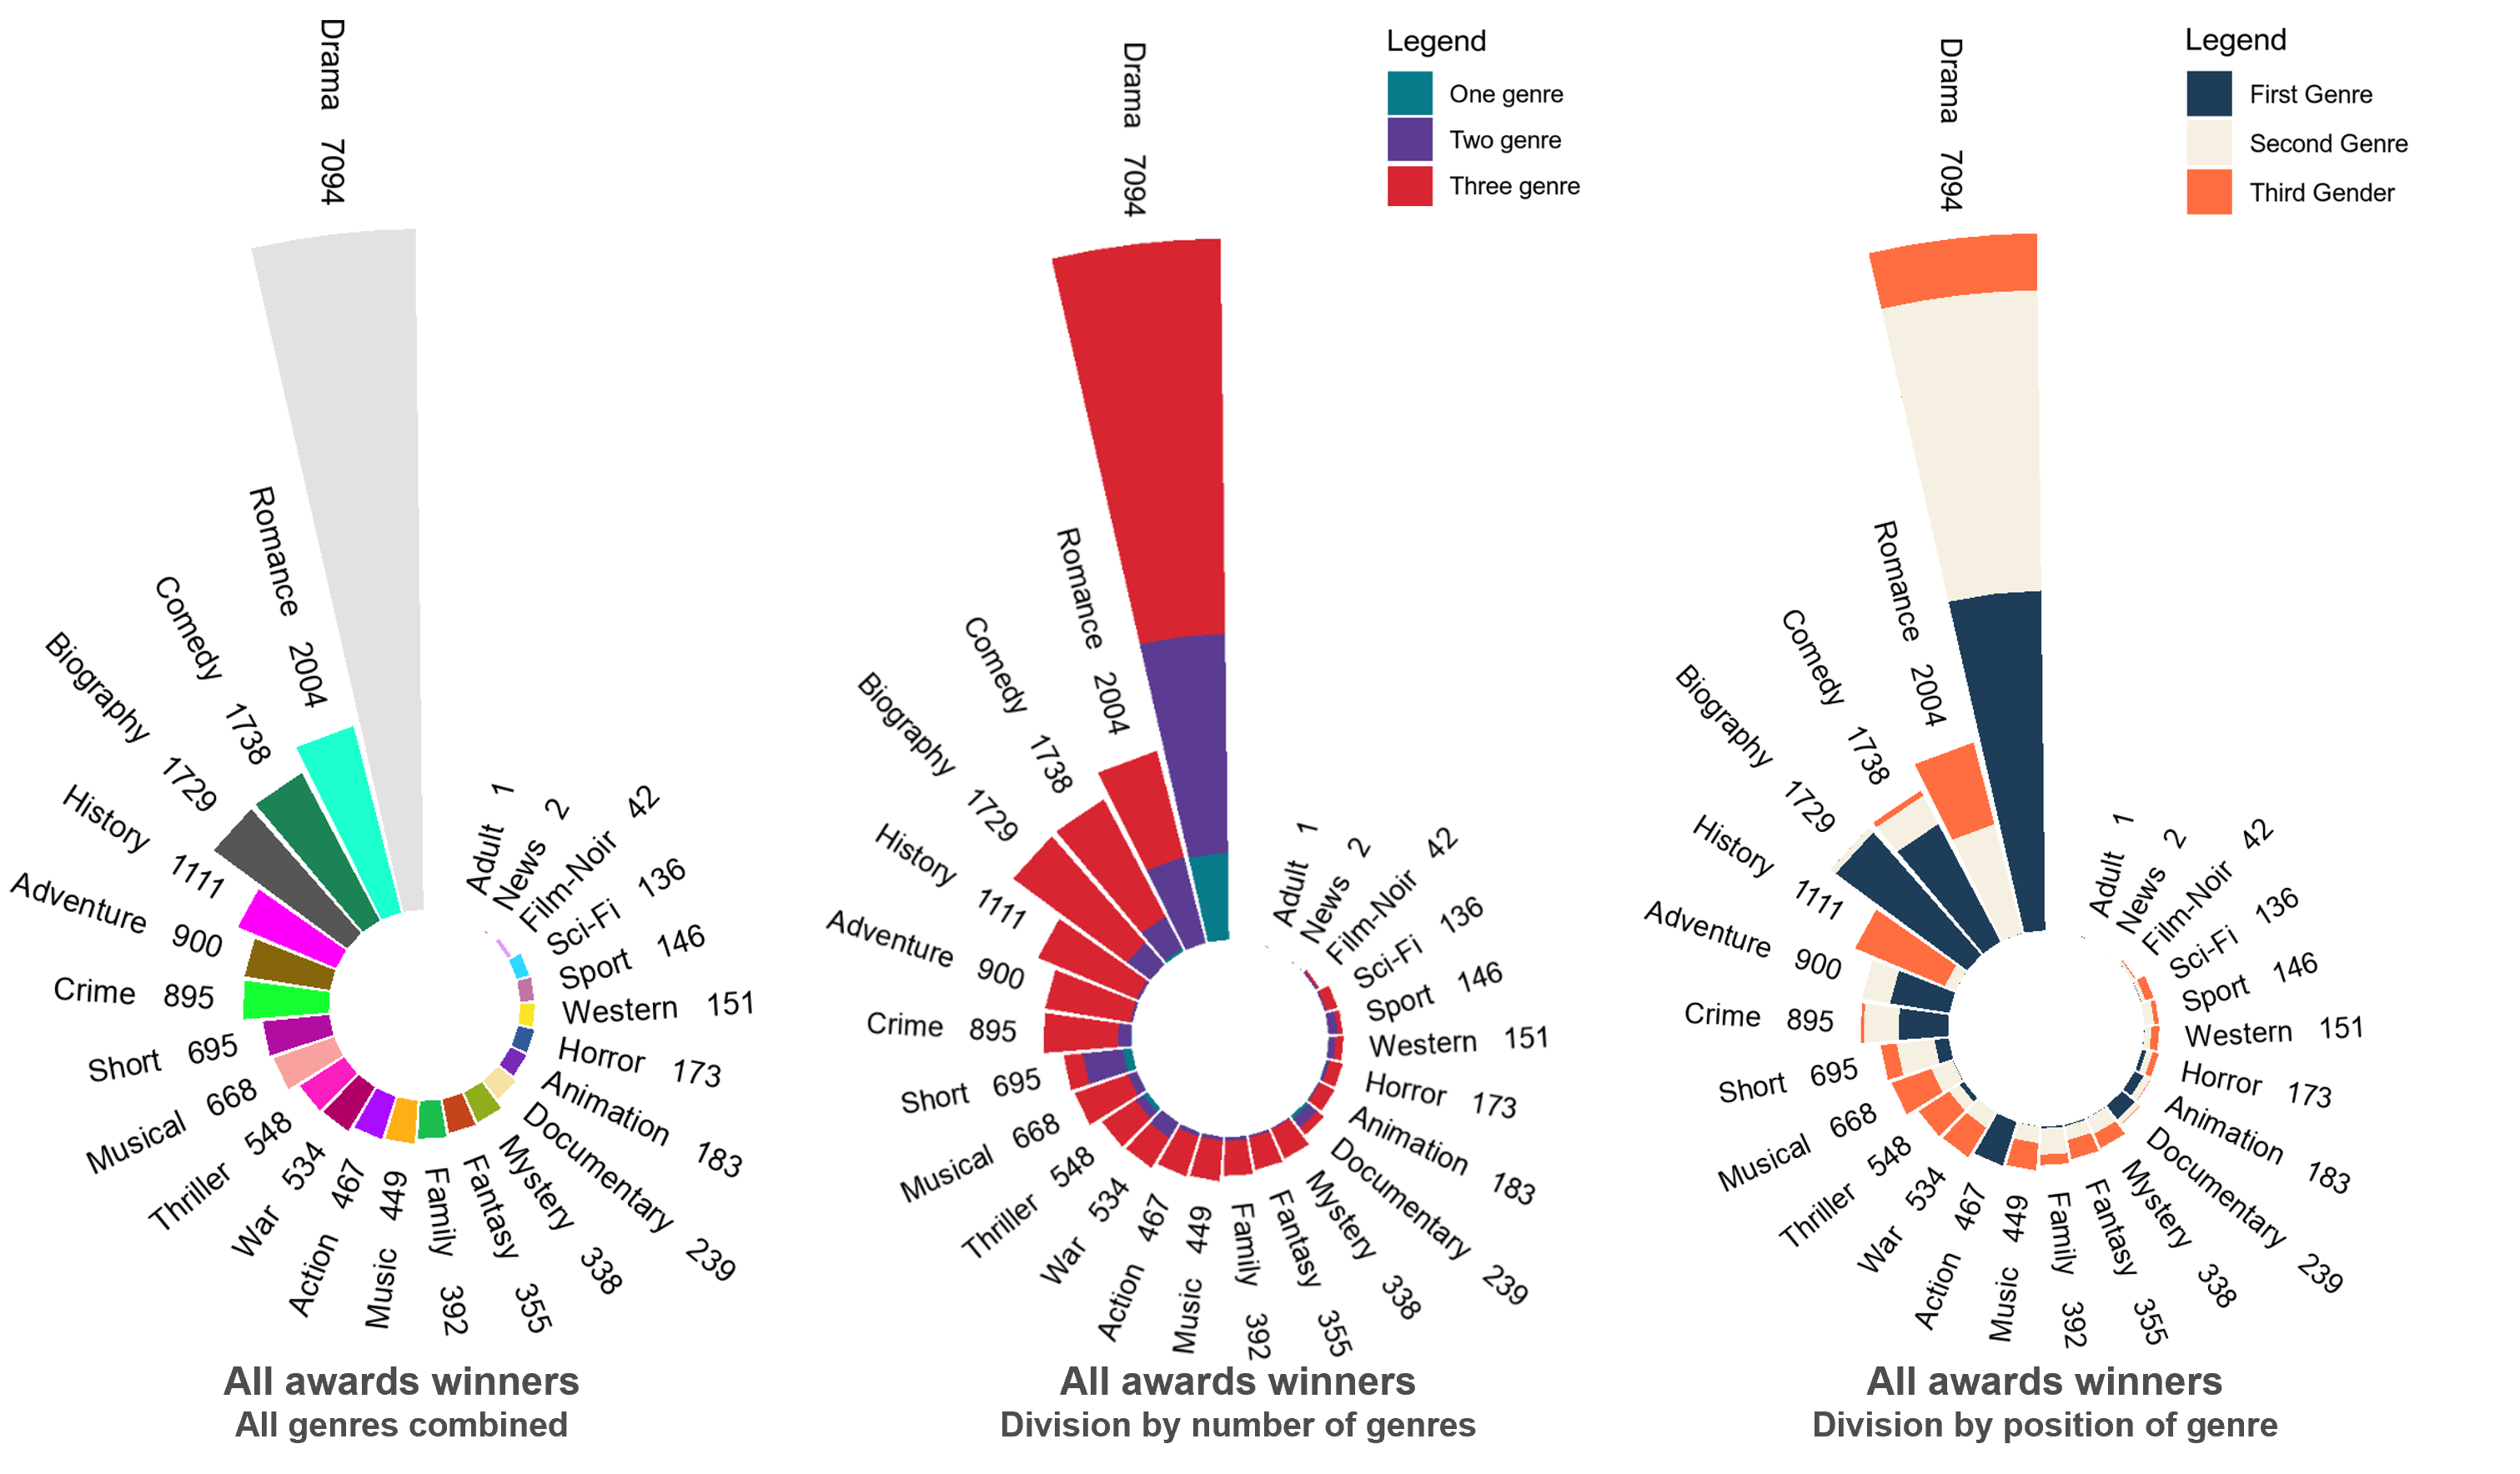 Drama 7094
Romance 2004
Comedy 1738
Biography 1729
History 1111
Adventure 900
Crime 895
Short 695
Musical 668
Thriller 548
War 534
Action 467
Music 449
Family 392
Fantasy 355
Mystery 338
Documentary 239
Animation 183
Horror 173
Western 151
Sport 146
Sci-Fi 136
Film-Noir 42
News 2
Adult 1
All awards winners
All genres combined
Legend
One genre
Two genre
Three genre
Drama 7094
Romance 2004
Comedy 1738
Biography 1729
History 1111
Adventure 900
Crime 895
Short 695
Musical 668
Thriller 548
War 534
Action 467
Music 449
Family 392
Fantasy 355
Mystery 338
Documentary 239
Animation 183
Horror 173
Western 151
Sport 146
Sci-Fi 136
Film-Noir 42
News 2
Adult 1
All awards winners
Division by number of genres
Legend
First Genre
Second Genre
Third Gender
Drama 7094
Romance 2004
Comedy 1738
Biography 1729
History 1111
Adventure 900
Crime 895
Short 695
Musical 668
Thriller 548
War 534
Action 467
Music 449
Family 392
Fantasy 355
Mystery 338
Documentary 239
Animation 183
Horror 173
Western 151
Sport 146
Sci-Fi 136
Film-Noir 42
News 2
Adult 1
All awards winners
Division by position of genre